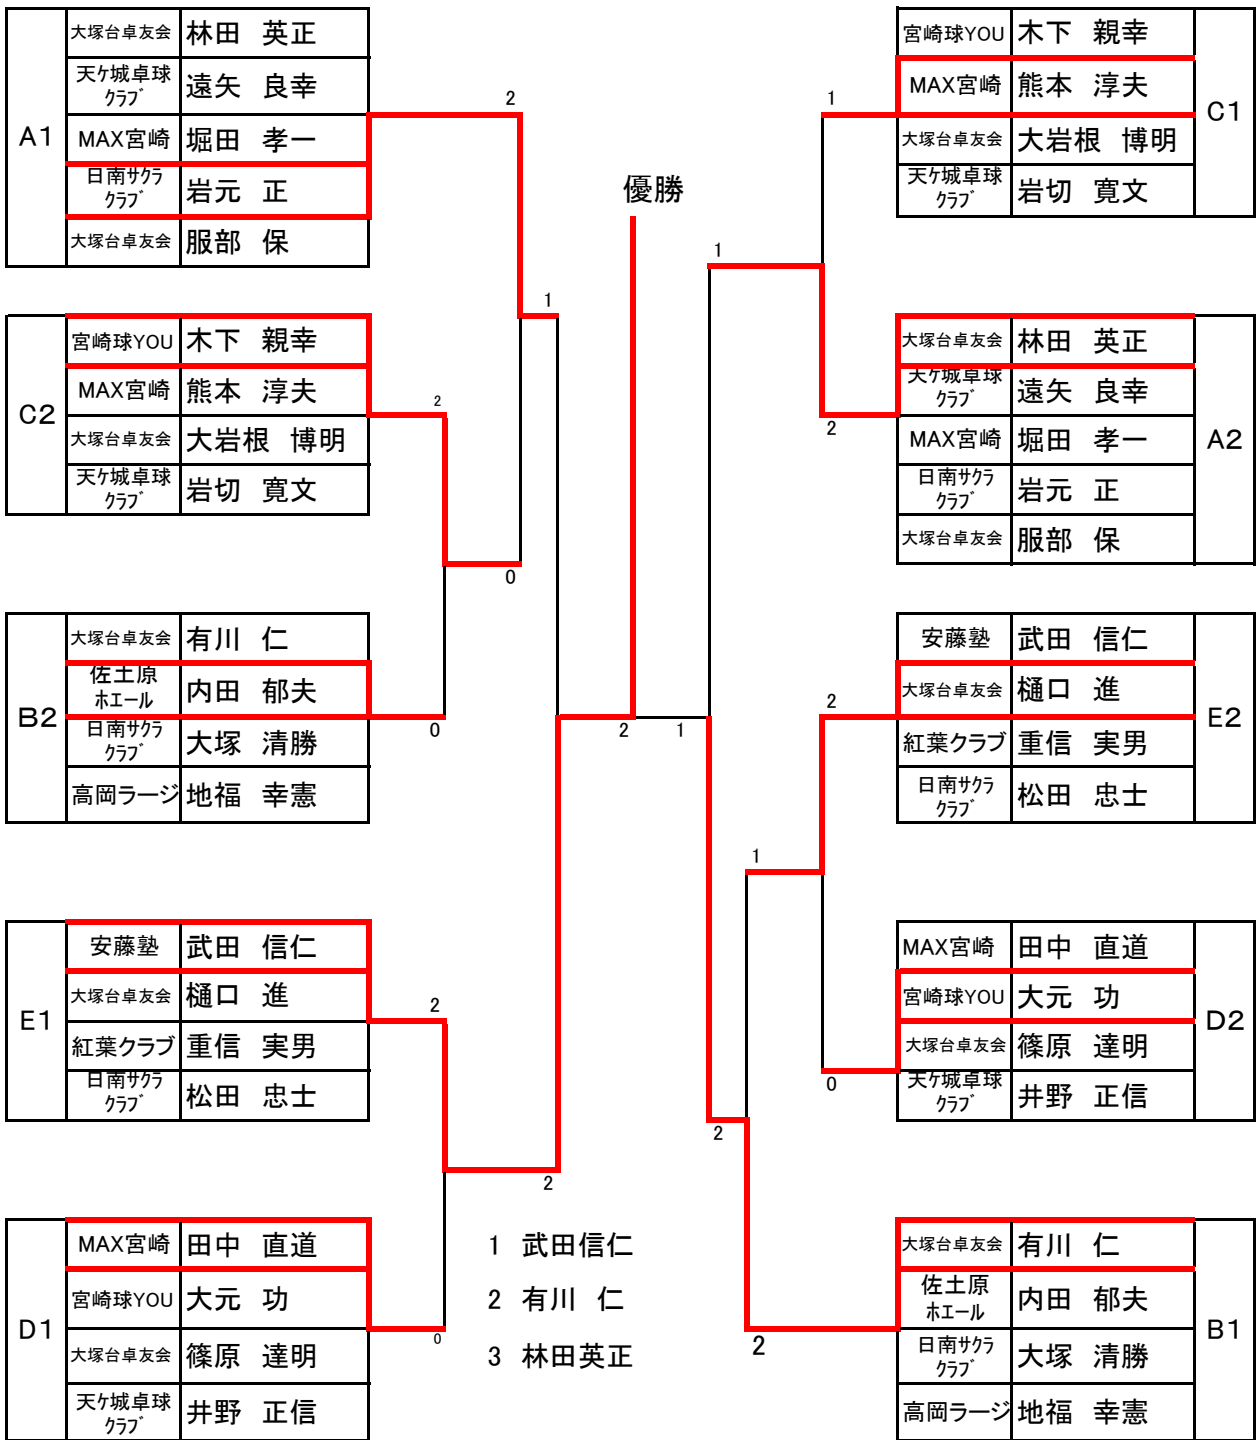 A1
大塚台卓友会 林田 英正
天ケ城卓球
クラブ 遠矢 良幸
MAX宮崎 堀田 孝一
日南サクラ
クラブ 岩元 正
大塚台卓友会 服部 保
2
C2
宮崎球YOU 木下 親幸
MAX宮崎 熊本 淳夫
大塚台卓友会 大岩根 博明
天ケ城卓球
クラブ 岩切 寛文
2
1
0
B2
大塚台卓友会 有川 仁
佐土原
ホエール 内田 郁夫
日南サクラ
クラブ 大塚 清勝
高岡ラージ 地福 幸憲
0
E1
安藤塾 武田 信仁
大塚台卓友会 樋口 進
紅葉クラブ 重信 実男
日南サクラ
クラブ 松田 忠士
2
2
D1
MAX宮崎 田中 直道
宮崎球YOU 大元 功
大塚台卓友会 篠原 達明
天ケ城卓球
クラブ 井野 正信
0
優勝
2 1
1 武田信仁
2 有川 仁
3 林田英正
C1
宮崎球YOU 木下 親幸
MAX宮崎 熊本 淳夫
大塚台卓友会 大岩根 博明
天ケ城卓球
クラブ 岩切 寛文
1
1
A2
大塚台卓友会 林田 英正
天ケ城卓球
クラブ 遠矢 良幸
MAX宮崎 堀田 孝一
日南サクラ
クラブ 岩元 正
大塚台卓友会 服部 保
2
E2
安藤塾 武田 信仁
大塚台卓友会 樋口 進
紅葉クラブ 重信 実男
日南サクラ
クラブ 松田 忠士
2
1
D2
MAX宮崎 田中 直道
宮崎球YOU 大元 功
大塚台卓友会 篠原 達明
天ケ城卓球
クラブ 井野 正信
0
2
B1
大塚台卓友会 有川 仁
佐土原
ホエール 内田 郁夫
日南サクラ
クラブ 大塚 清勝
高岡ラージ 地福 幸憲
2